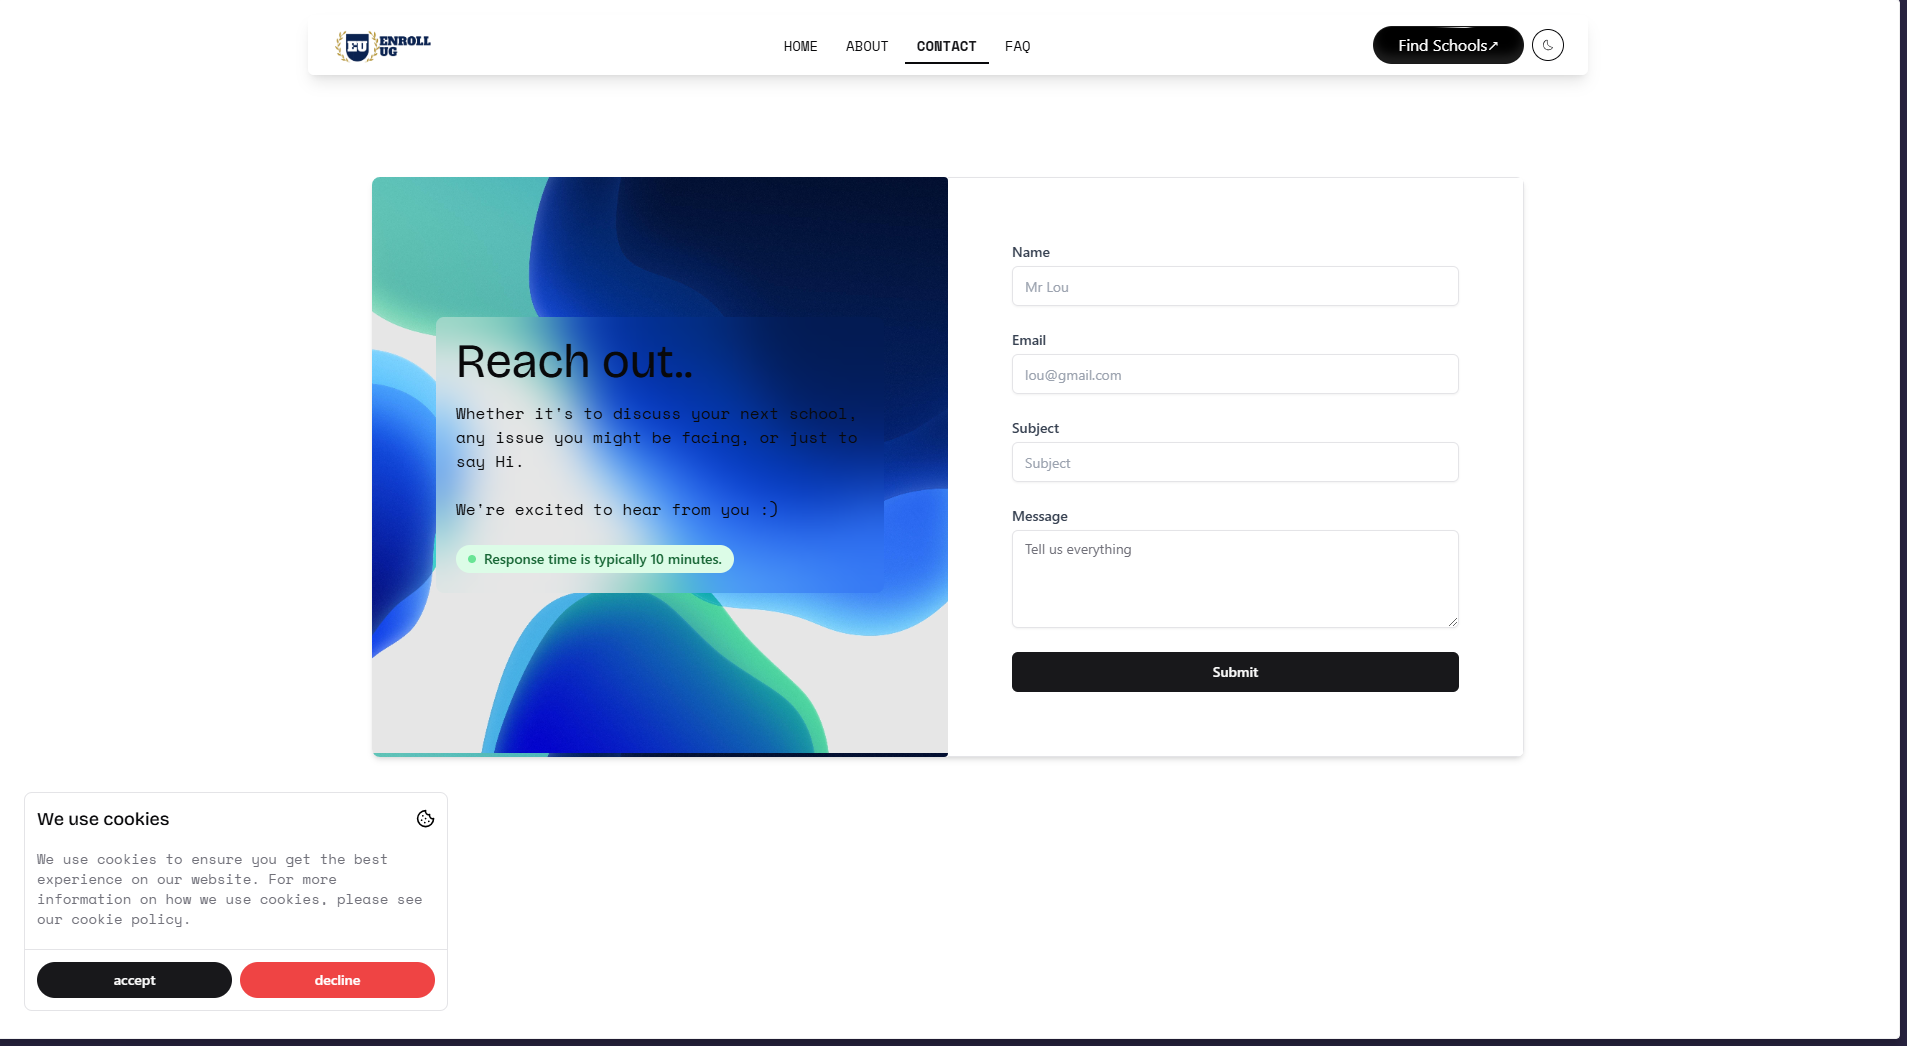 EU ENROLL
UG
HOME ABOUT CONTACT FAQ
Find Schools↗
Reach out..
Whether it's to discuss your next school,
any issue you might be facing, or just to
say Hi.
We're excited to hear from you :)
Response time is typically 10 minutes.
Name
Mr Lou
Email
lou@gmail.com
Subject
Subject
Message
Tell us everything
Submit
We use cookies
We use cookies to ensure you get the best
experience on our website. For more
information on how we use cookies, please see
our cookie policy.
accept decline